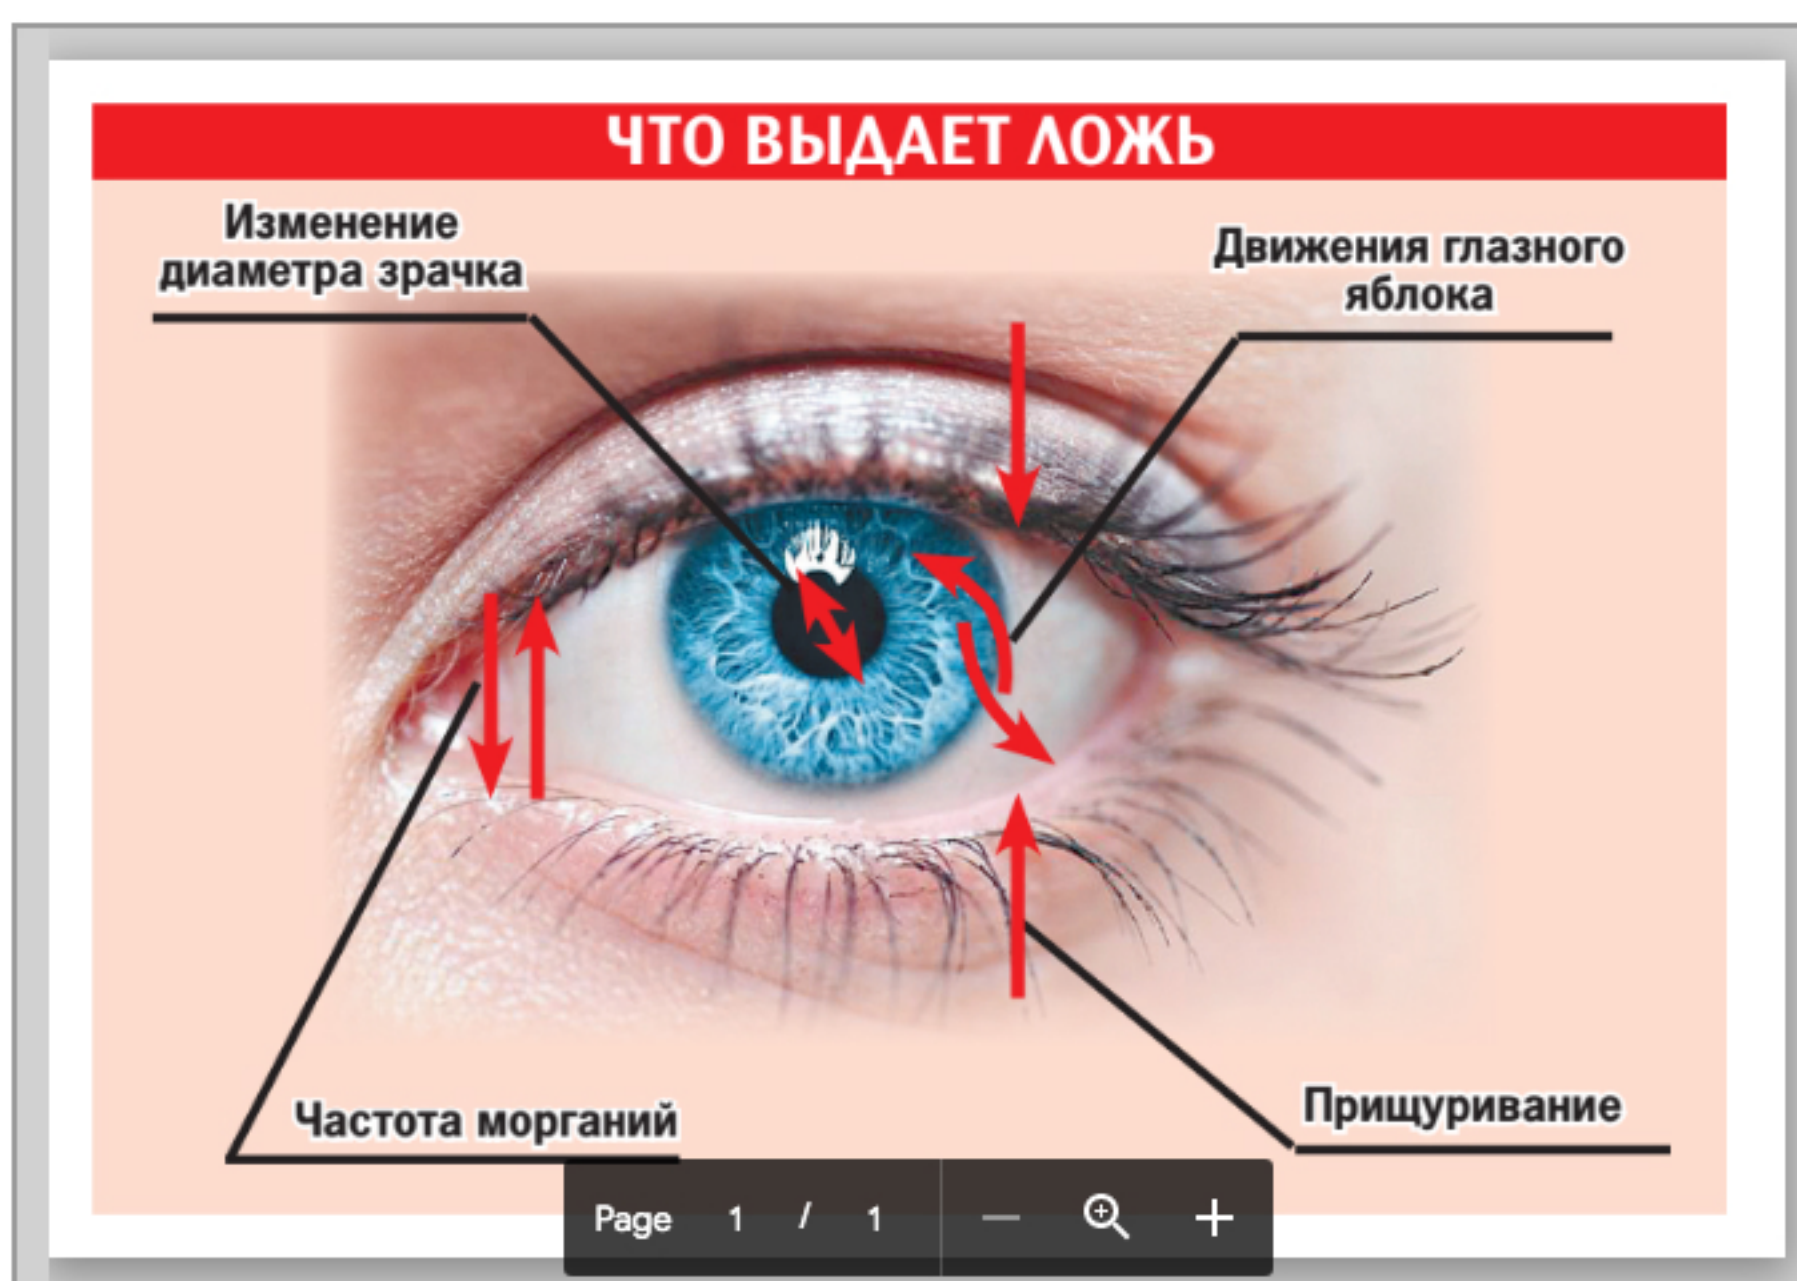 ЧТО ВЫДАЕТ ЛОЖЬ
Изменение
диаметра зрачка
Движения глазного
яблока
Частота морганий
Прищуривание
Page 1 / 1